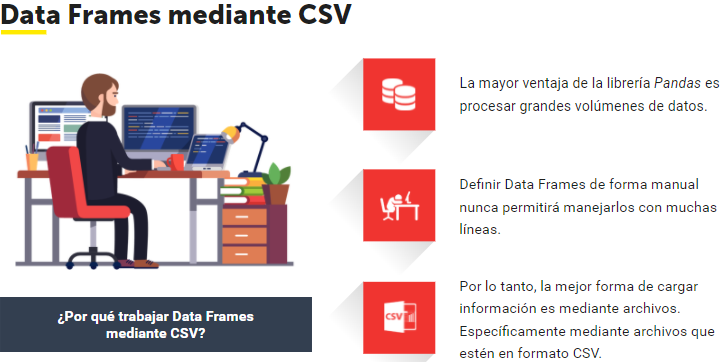 Data Frames mediante CSV
La mayor ventaja de la librería Pandas es
procesar grandes volúmenes de datos.
Definir Data Frames de forma manual
nunca permitirá manejarlos con muchas
líneas.
Por lo tanto, la mejor forma de cargar
información es mediante archivos.
Específicamente mediante archivos que
estén en formato CSV.
CSV
¿Por qué trabajar Data Frames
mediante CSV?